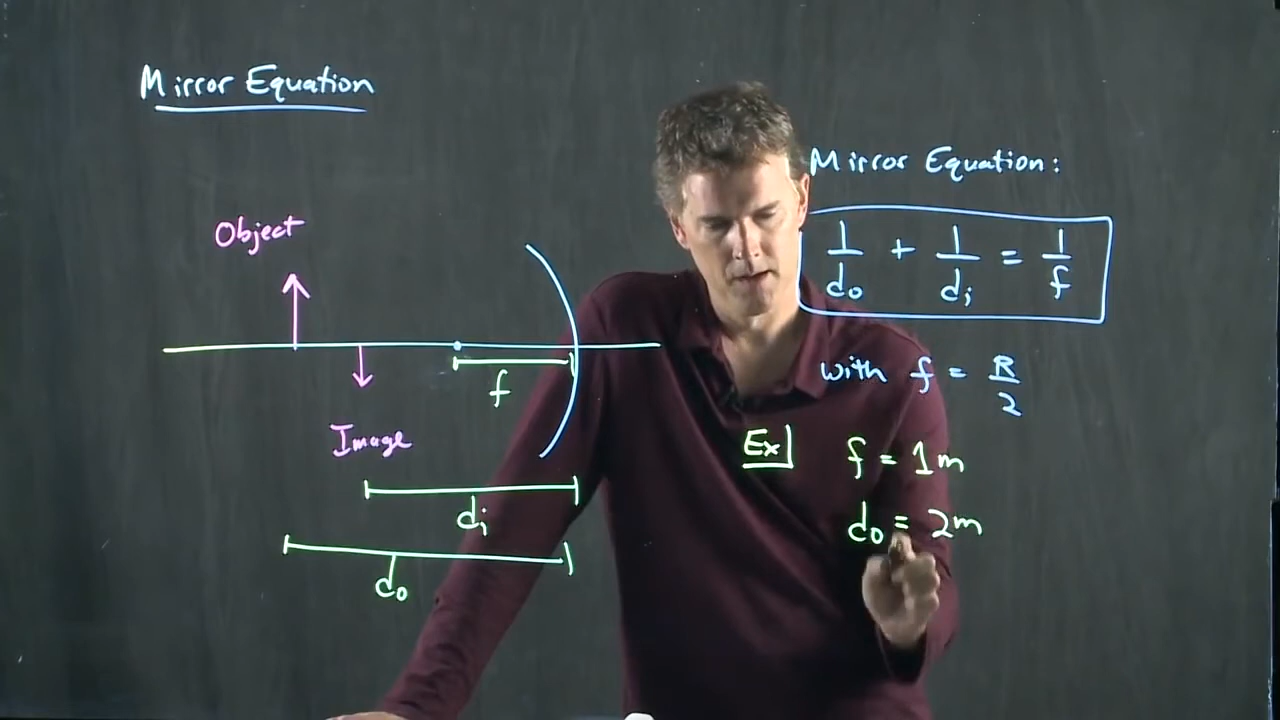 Mirror Equation
Object
f
Image
di
do
Mirror Equation:
1/do + 1/di = 1/f
with f = R/2
Ex
f = 1m
do = 2m